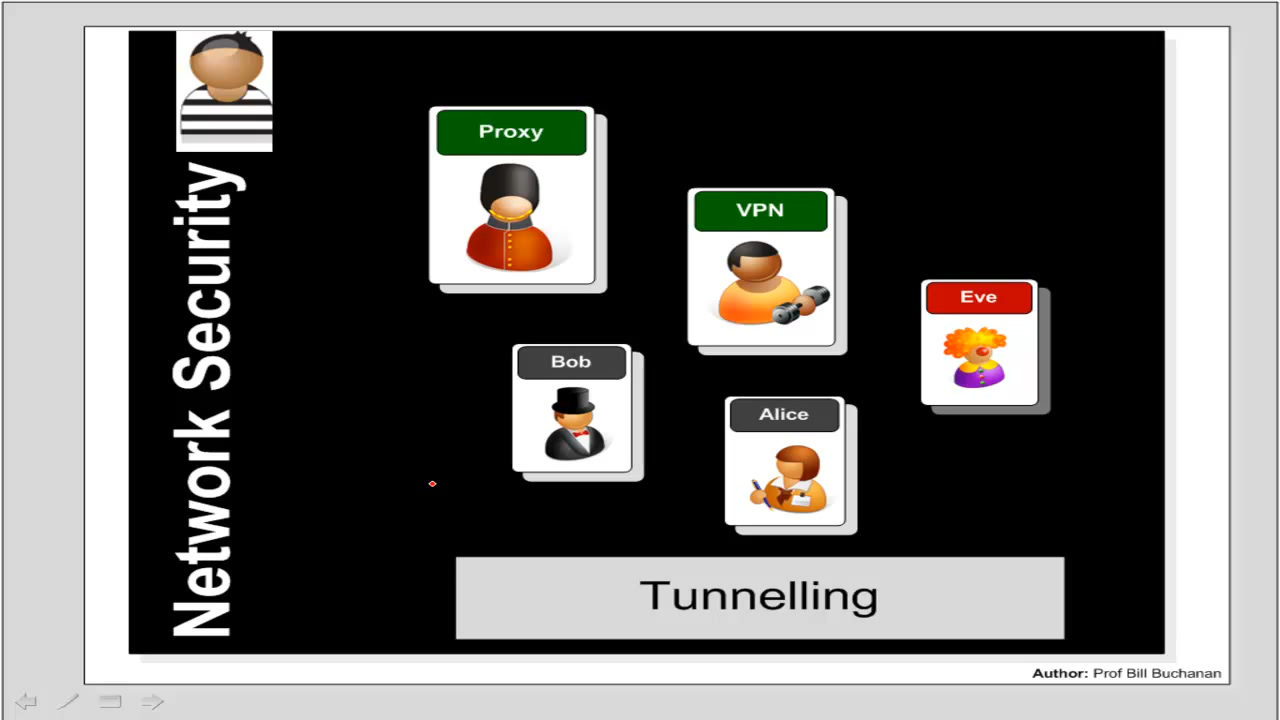 Network Security
Proxy
VPN
Eve
Bob
Alice
Tunnelling
Author: Prof Bill Buchanan